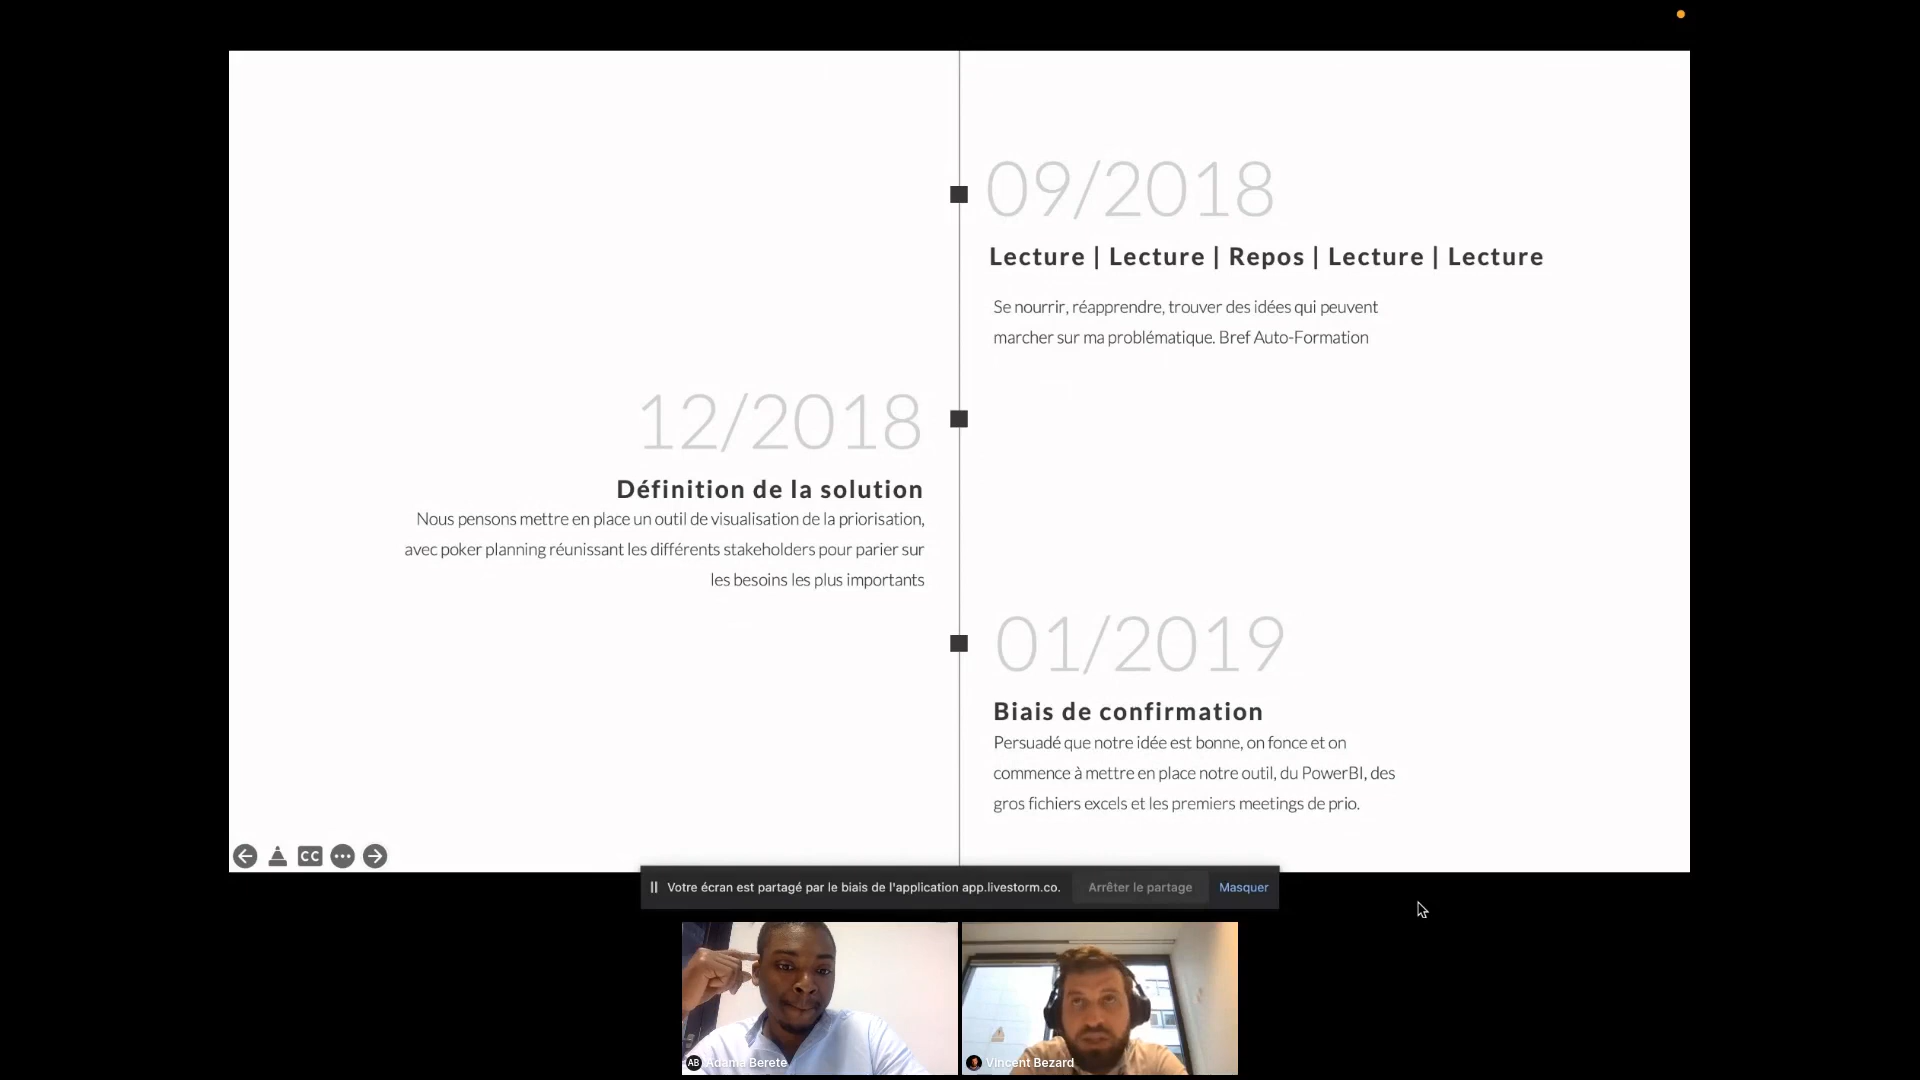 09/2018
Lecture | Lecture | Repos | Lecture | Lecture
Se nourrir, réapprendre, trouver des idées qui peuvent
marcher sur ma problématique. Bref Auto-Formation
12/2018
Définition de la solution
Nous pensons mettre en place un outil de visualisation de la priorisation,
avec poker planning réunissant les différents stakeholders pour parier sur
les besoins les plus importants
01/2019
Biais de confirmation
Persuadé que notre idée est bonne, on fonce et on
commence à mettre en place notre outil, du PowerBI, des
gros fichiers excels et les premiers meetings de prio.
CC
Votre écran est partagé par le biais de l'application app.livestorm.co.
Arrêter le partage
Masquer
AB Adama Berete
Vincent Bezard